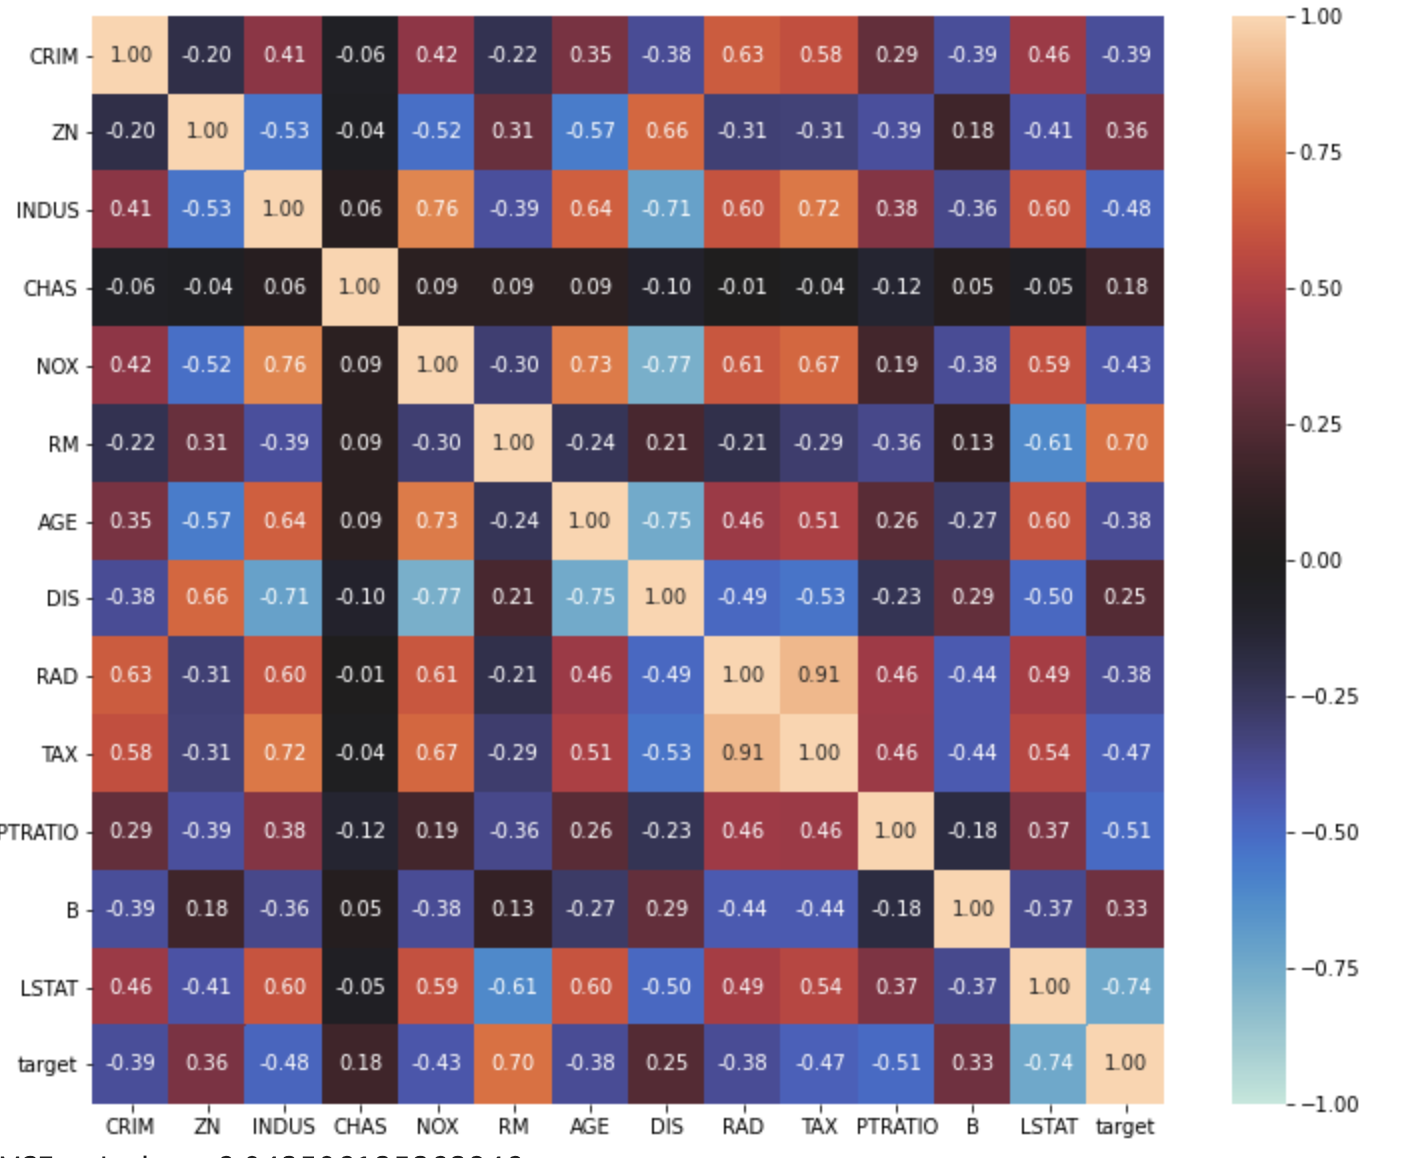 CRIM 1.00 -0.20 0.41 -0.06 0.42 -0.22 0.35 -0.38 0.63 0.58 0.29 -0.39 0.46 -0.39
ZN -0.20 1.00 -0.53 -0.04 -0.52 0.31 -0.57 0.66 -0.31 -0.31 -0.39 0.18 -0.41 0.36
INDUS 0.41 -0.53 1.00 0.06 0.76 -0.39 0.64 -0.71 0.60 0.72 0.38 -0.36 0.60 -0.48
CHAS -0.06 -0.04 0.06 1.00 0.09 0.09 0.09 -0.10 -0.01 -0.04 -0.12 0.05 -0.05 0.18
NOX 0.42 -0.52 0.76 0.09 1.00 -0.30 0.73 -0.77 0.61 0.67 0.19 -0.38 0.59 -0.43
RM -0.22 0.31 -0.39 0.09 -0.30 1.00 -0.24 0.21 -0.21 -0.29 -0.36 0.13 -0.61 0.70
AGE 0.35 -0.57 0.64 0.09 0.73 -0.24 1.00 -0.75 0.46 0.51 0.26 -0.27 0.60 -0.38
DIS -0.38 0.66 -0.71 -0.10 -0.77 0.21 -0.75 1.00 -0.49 -0.53 -0.23 0.29 -0.50 0.25
RAD 0.63 -0.31 0.60 -0.01 0.61 -0.21 0.46 -0.49 1.00 0.91 0.46 -0.44 0.49 -0.38
TAX 0.58 -0.31 0.72 -0.04 0.67 -0.29 0.51 -0.53 0.91 1.00 0.46 -0.44 0.54 -0.47
PTRATIO 0.29 -0.39 0.38 -0.12 0.19 -0.36 0.26 -0.23 0.46 0.46 1.00 -0.18 0.37 -0.51
B -0.39 0.18 -0.36 0.05 -0.38 0.13 -0.27 0.29 -0.44 -0.44 -0.18 1.00 -0.37 0.33
LSTAT 0.46 -0.41 0.60 -0.05 0.59 -0.61 0.60 -0.50 0.49 0.54 0.37 -0.37 1.00 -0.74
target -0.39 0.36 -0.48 0.18 -0.43 0.70 -0.38 0.25 -0.38 -0.47 -0.51 0.33 -0.74 1.00
CRIM ZN INDUS CHAS NOX RM AGE DIS RAD TAX PTRATIO B LSTAT target
1.00
0.75
0.50
0.25
0.00
−0.25
−0.50
−0.75
−1.00